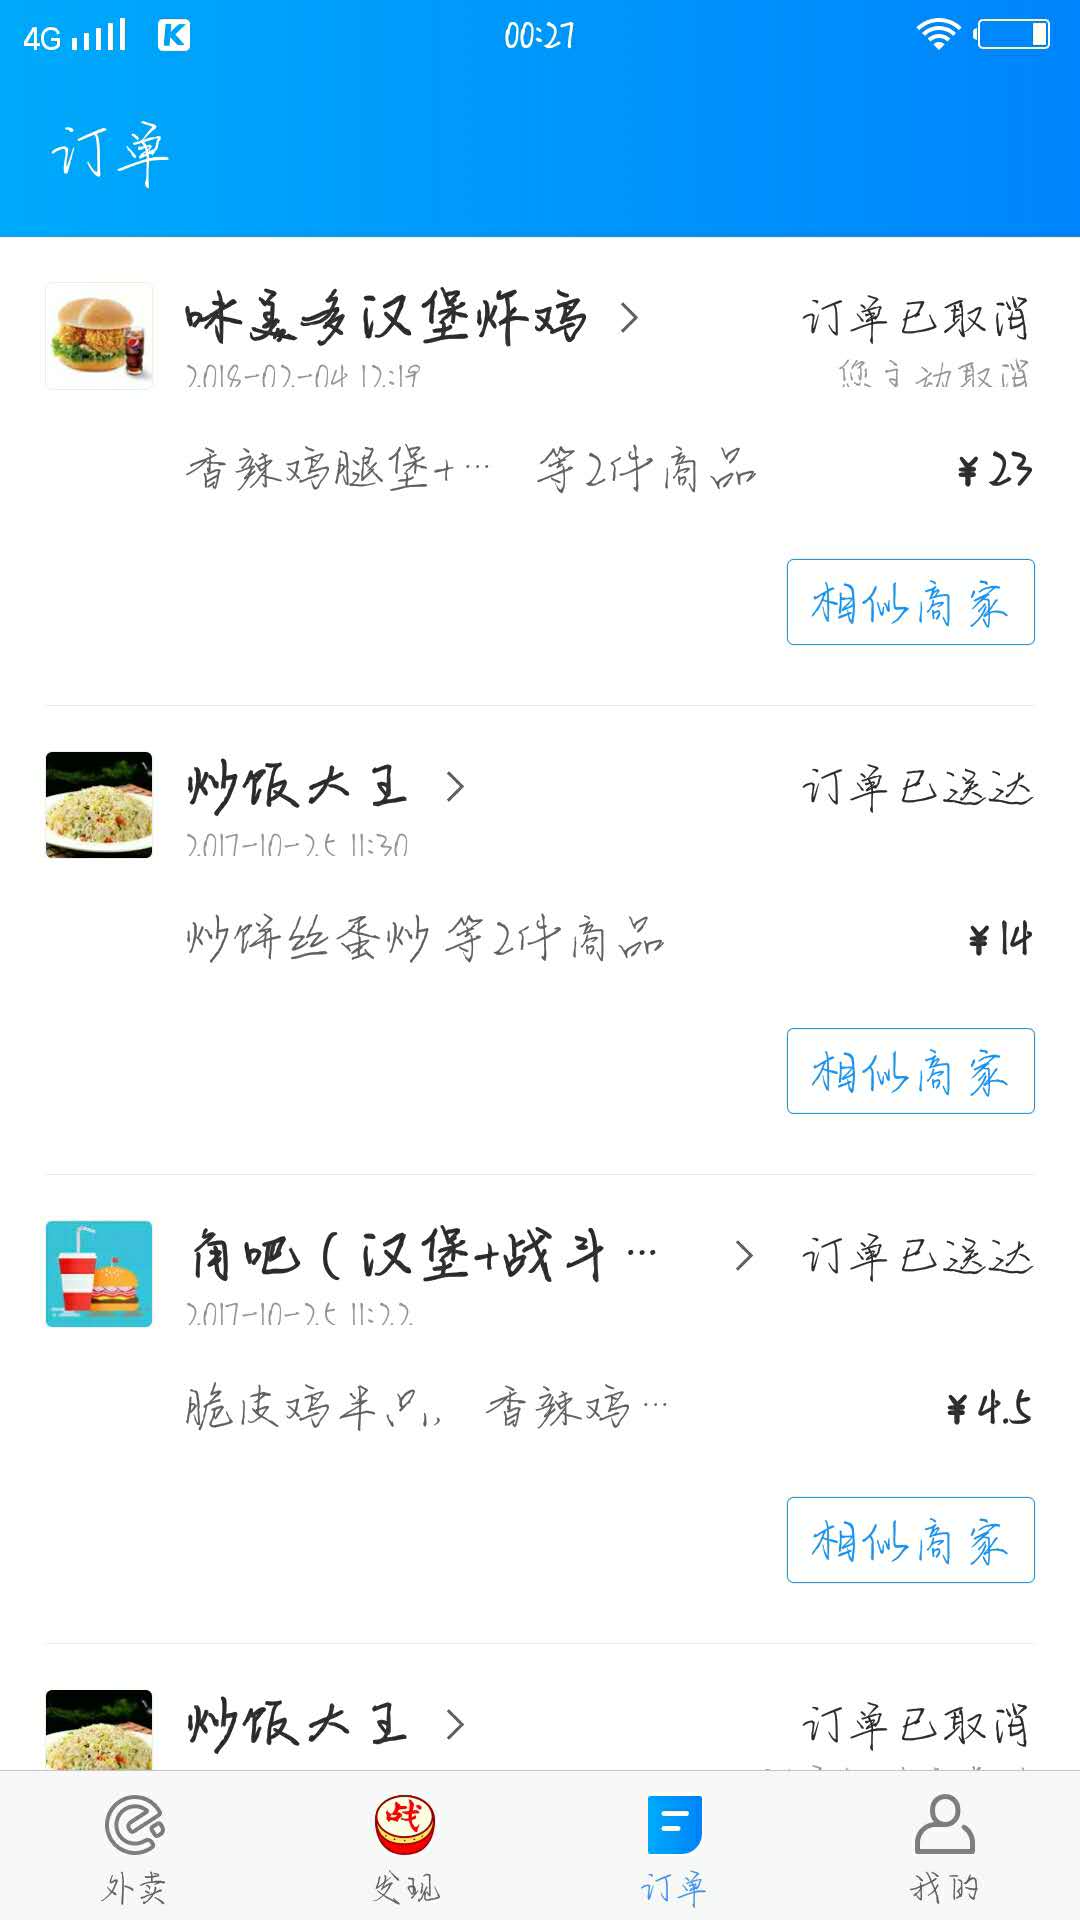 4G K 00:27
订单
味美多汉堡炸鸡 > 订单已取消
2018-02-04 12:19 您主动取消
香辣鸡腿堡+… 等2件商品 ¥23
相似商家
炒饭大王 > 订单已送达
2017-10-25 11:30
炒饼丝蛋炒 等2件商品 ¥14
相似商家
角吧（汉堡+战斗… > 订单已送达
2017-10-25 11:22
脆皮鸡半只，香辣鸡… ¥4.5
相似商家
炒饭大王 > 订单已取消
战
外卖 发现 订单 我的